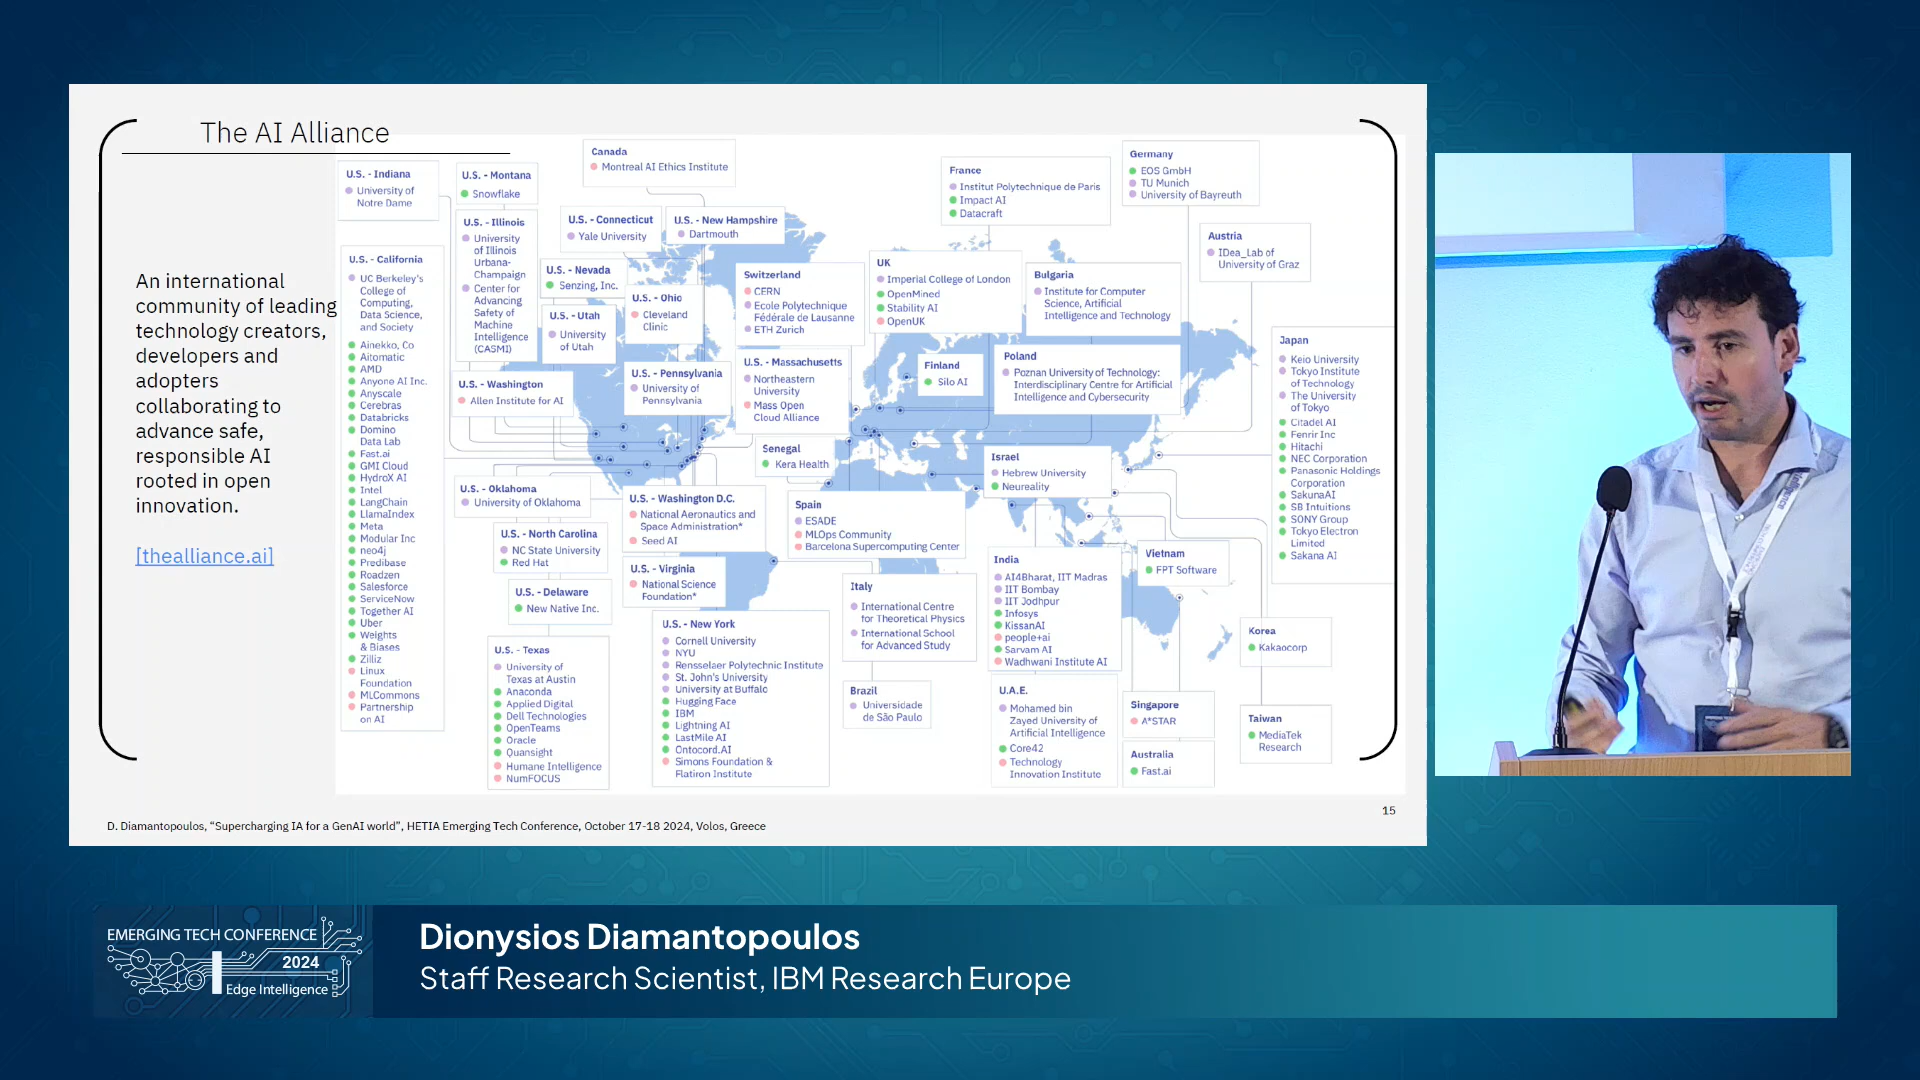 The AI Alliance
An international
community of leading
technology creators,
developers and
adopters
collaborating to
advance safe,
responsible AI
rooted in open
innovation.
[thealliance.ai]
U.S. - Indiana
University of
Notre Dame
U.S. - California
UC Berkeley's
College of
Computing,
Data Science,
and Society
Ainekko, Co
Aitomatic
AMD
Anyone AI Inc.
Anyscale
Cerebras
Databricks
Domino
Data Lab
Fast.ai
GMI Cloud
HydroX AI
Intel
LangChain
LlamaIndex
Meta
Modular Inc
neo4j
Predibase
Roadzen
Salesforce
ServiceNow
Together AI
Uber
Weights
& Biases
Zilliz
Linux
Foundation
MLCommons
Partnership
on AI
U.S. - Montana
Snowflake
U.S. - Illinois
University
of Illinois
Urbana-
Champaign
Center for
Advancing
Safety of
Machine
Intelligence
(CASMI)
U.S. - Washington
Allen Institute for AI
Canada
Montreal AI Ethics Institute
U.S. - Connecticut
Yale University
U.S. - New Hampshire
Dartmouth
U.S. - Nevada
Senzing, Inc.
U.S. - Utah
University
of Utah
U.S. - Ohio
Cleveland
Clinic
U.S. - Pennsylvania
University of
Pennsylvania
Switzerland
CERN
Ecole Polytechnique
Fédérale de Lausanne
ETH Zurich
U.S. - Massachusetts
Northeastern
University
Mass Open
Cloud Alliance
Senegal
Kera Health
UK
Imperial College of London
OpenMined
Stability AI
OpenUK
France
Institut Polytechnique de Paris
Impact AI
Datacraft
Germany
EOS GmbH
TU Munich
University of Bayreuth
Austria
IDea_Lab of
University of Graz
Bulgaria
Institute for Computer
Science, Artificial
Intelligence and Technology
Finland
Silo AI
Poland
Poznan University of Technology:
Interdisciplinary Centre for Artificial
Intelligence and Cybersecurity
Japan
Keio University
Tokyo Institute
of Technology
The University
of Tokyo
Citadel AI
Fenrir Inc
Hitachi
NEC Corporation
Panasonic Holdings
Corporation
SakunaAI
SB Intuitions
SONY Group
Tokyo Electron
Limited
Sakana AI
Israel
Hebrew University
Neureality
U.S. - Oklahoma
University of Oklahoma
U.S. - North Carolina
NC State University
Red Hat
U.S. - Delaware
New Native Inc.
U.S. - Texas
University of
Texas at Austin
Anaconda
Applied Digital
Dell Technologies
OpenTeams
Oracle
Quansight
Humane Intelligence
NumFOCUS
U.S. - Washington D.C.
National Aeronautics and
Space Administration*
Seed AI
U.S. - Virginia
National Science
Foundation*
U.S. - New York
Cornell University
NYU
Rensselaer Polytechnic Institute
St. John's University
University at Buffalo
Hugging Face
IBM
Lightning AI
LastMile AI
Ontocord.AI
Simons Foundation &
Flatiron Institute
Spain
ESADE
MLOps Community
Barcelona Supercomputing Center
Italy
International Centre
for Theoretical Physics
International School
for Advanced Study
Brazil
Universidade
de São Paulo
India
AI4Bharat, IIT Madras
IIT Bombay
IIT Jodhpur
Infosys
KissanAI
people+ai
Sarvam AI
Wadhwani Institute AI
U.A.E.
Mohamed bin
Zayed University of
Artificial Intelligence
Core42
Technology
Innovation Institute
Vietnam
FPT Software
Singapore
A*STAR
Australia
Fast.ai
Korea
Kakaocorp
Taiwan
MediaTek
Research
15
D. Diamantopoulos, “Supercharging IA for a GenAI world”, HETIA Emerging Tech Conference, October 17-18 2024, Volos, Greece
EMERGING TECH CONFERENCE
2024
Edge Intelligence
Dionysios Diamantopoulos
Staff Research Scientist, IBM Research Europe